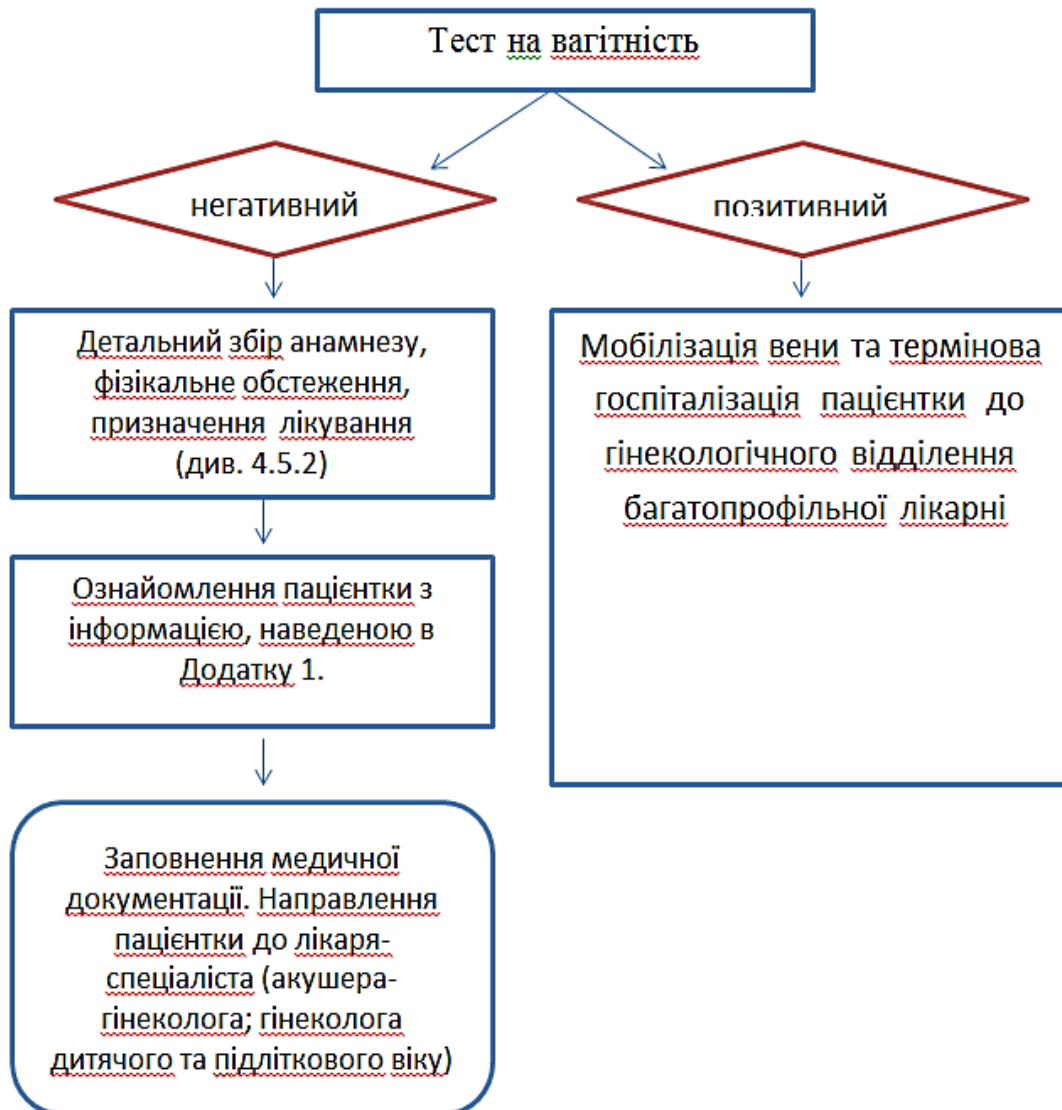 Тест на вагітність
негативний
позитивний
Детальний збір анамнезу,
фізікальне обстеження,
призначення лікування
(див. 4.5.2)
Мобілізація вени та термінова
госпіталізація пацієнтки до
гінекологічного відділення
багатопрофільної лікарні
Ознайомлення пацієнтки з
інформацією, наведеною в
Додатку 1.
Заповнення медичної
документації. Направлення
пацієнтки до лікаря-
спеціаліста (акушера-
гінеколога; гінеколога
дитячого та підліткового віку)